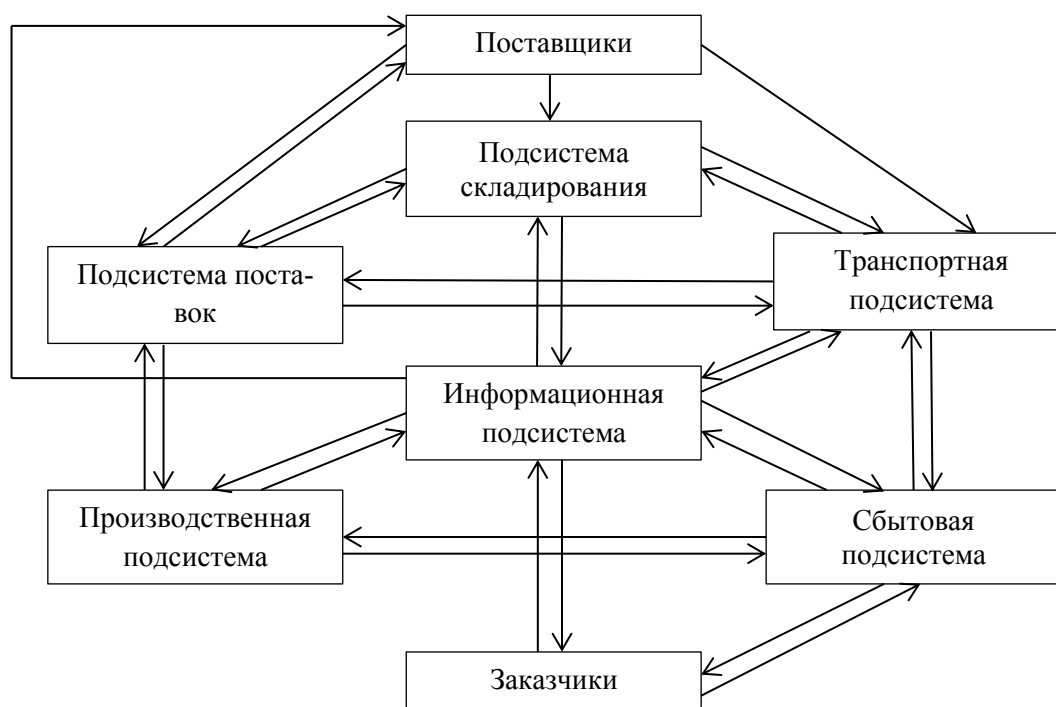 Поставщики
Подсистема
складирования
Подсистема поста-
вок
Транспортная
подсистема
Информационная
подсистема
Производственная
подсистема
Сбытовая
подсистема
Заказчики